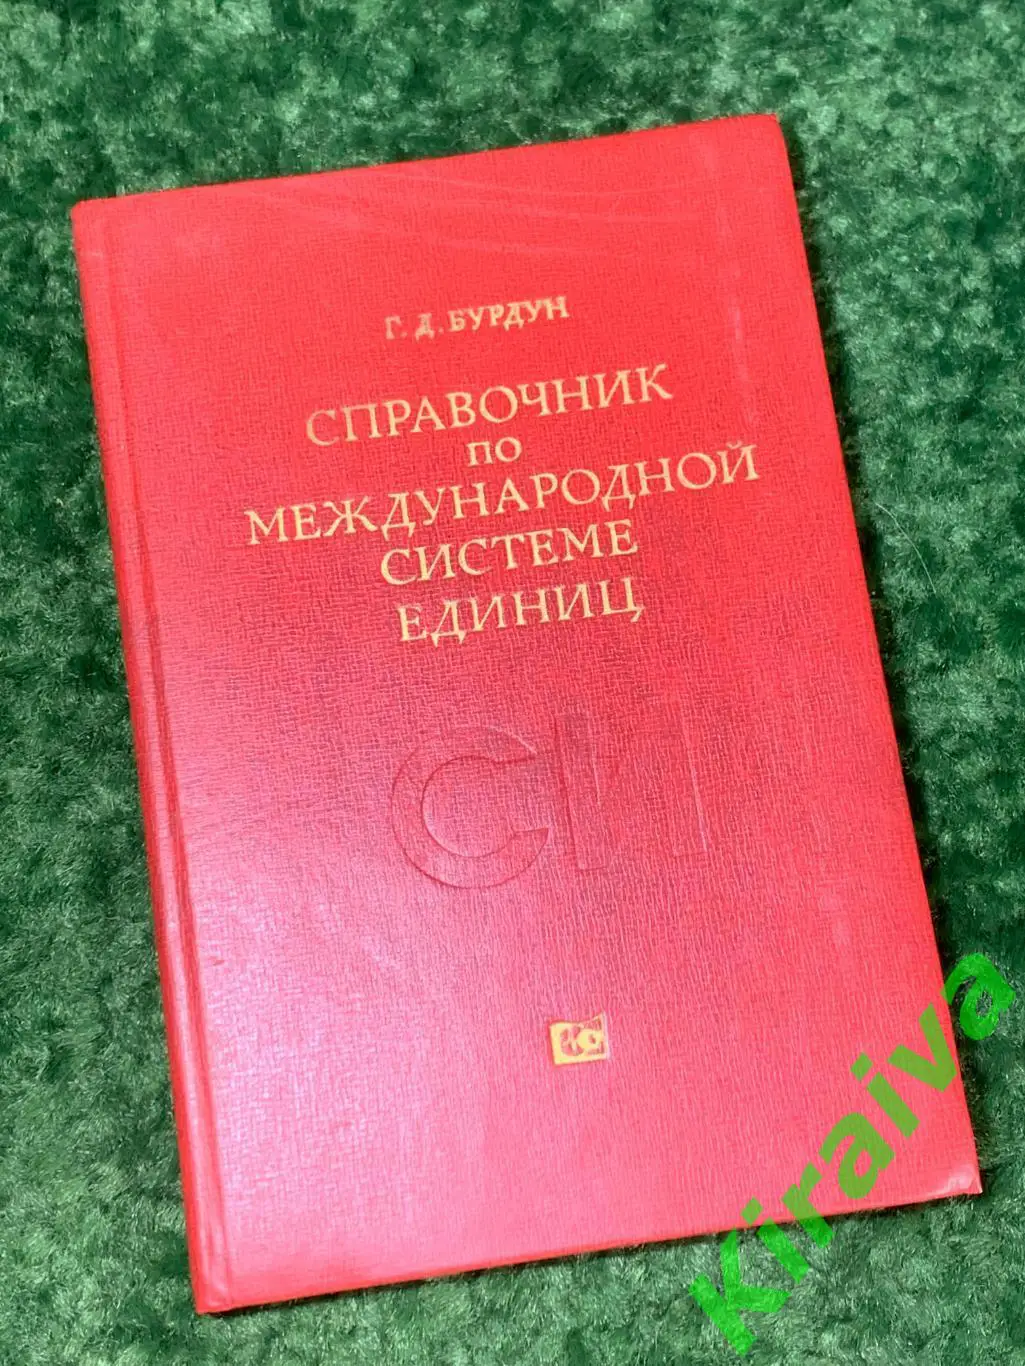 Г. Д. БУРДУН
СПРАВОЧНИК
ПО
МЕЖДУНАРОДНОЙ
СИСТЕМЕ
ЕДИНИЦ
СИ
Kiraiva